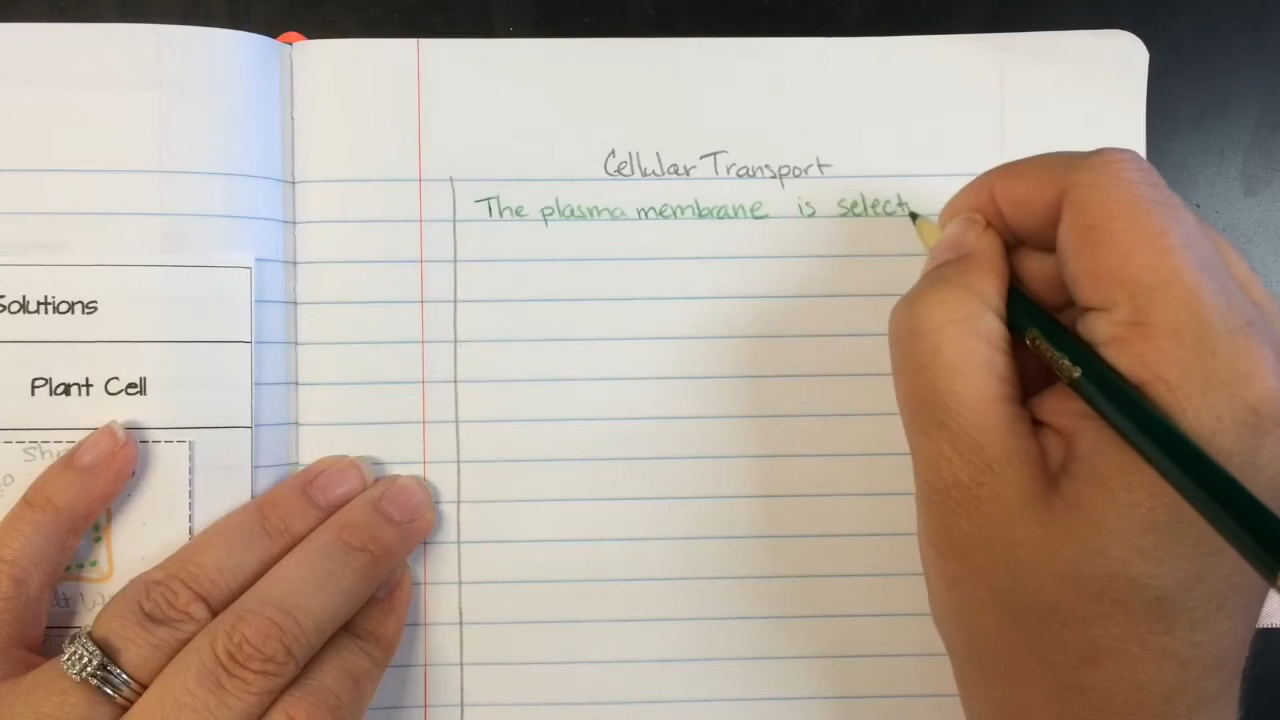 Cellular Transport
The plasma membrane is select
Solutions
Plant Cell